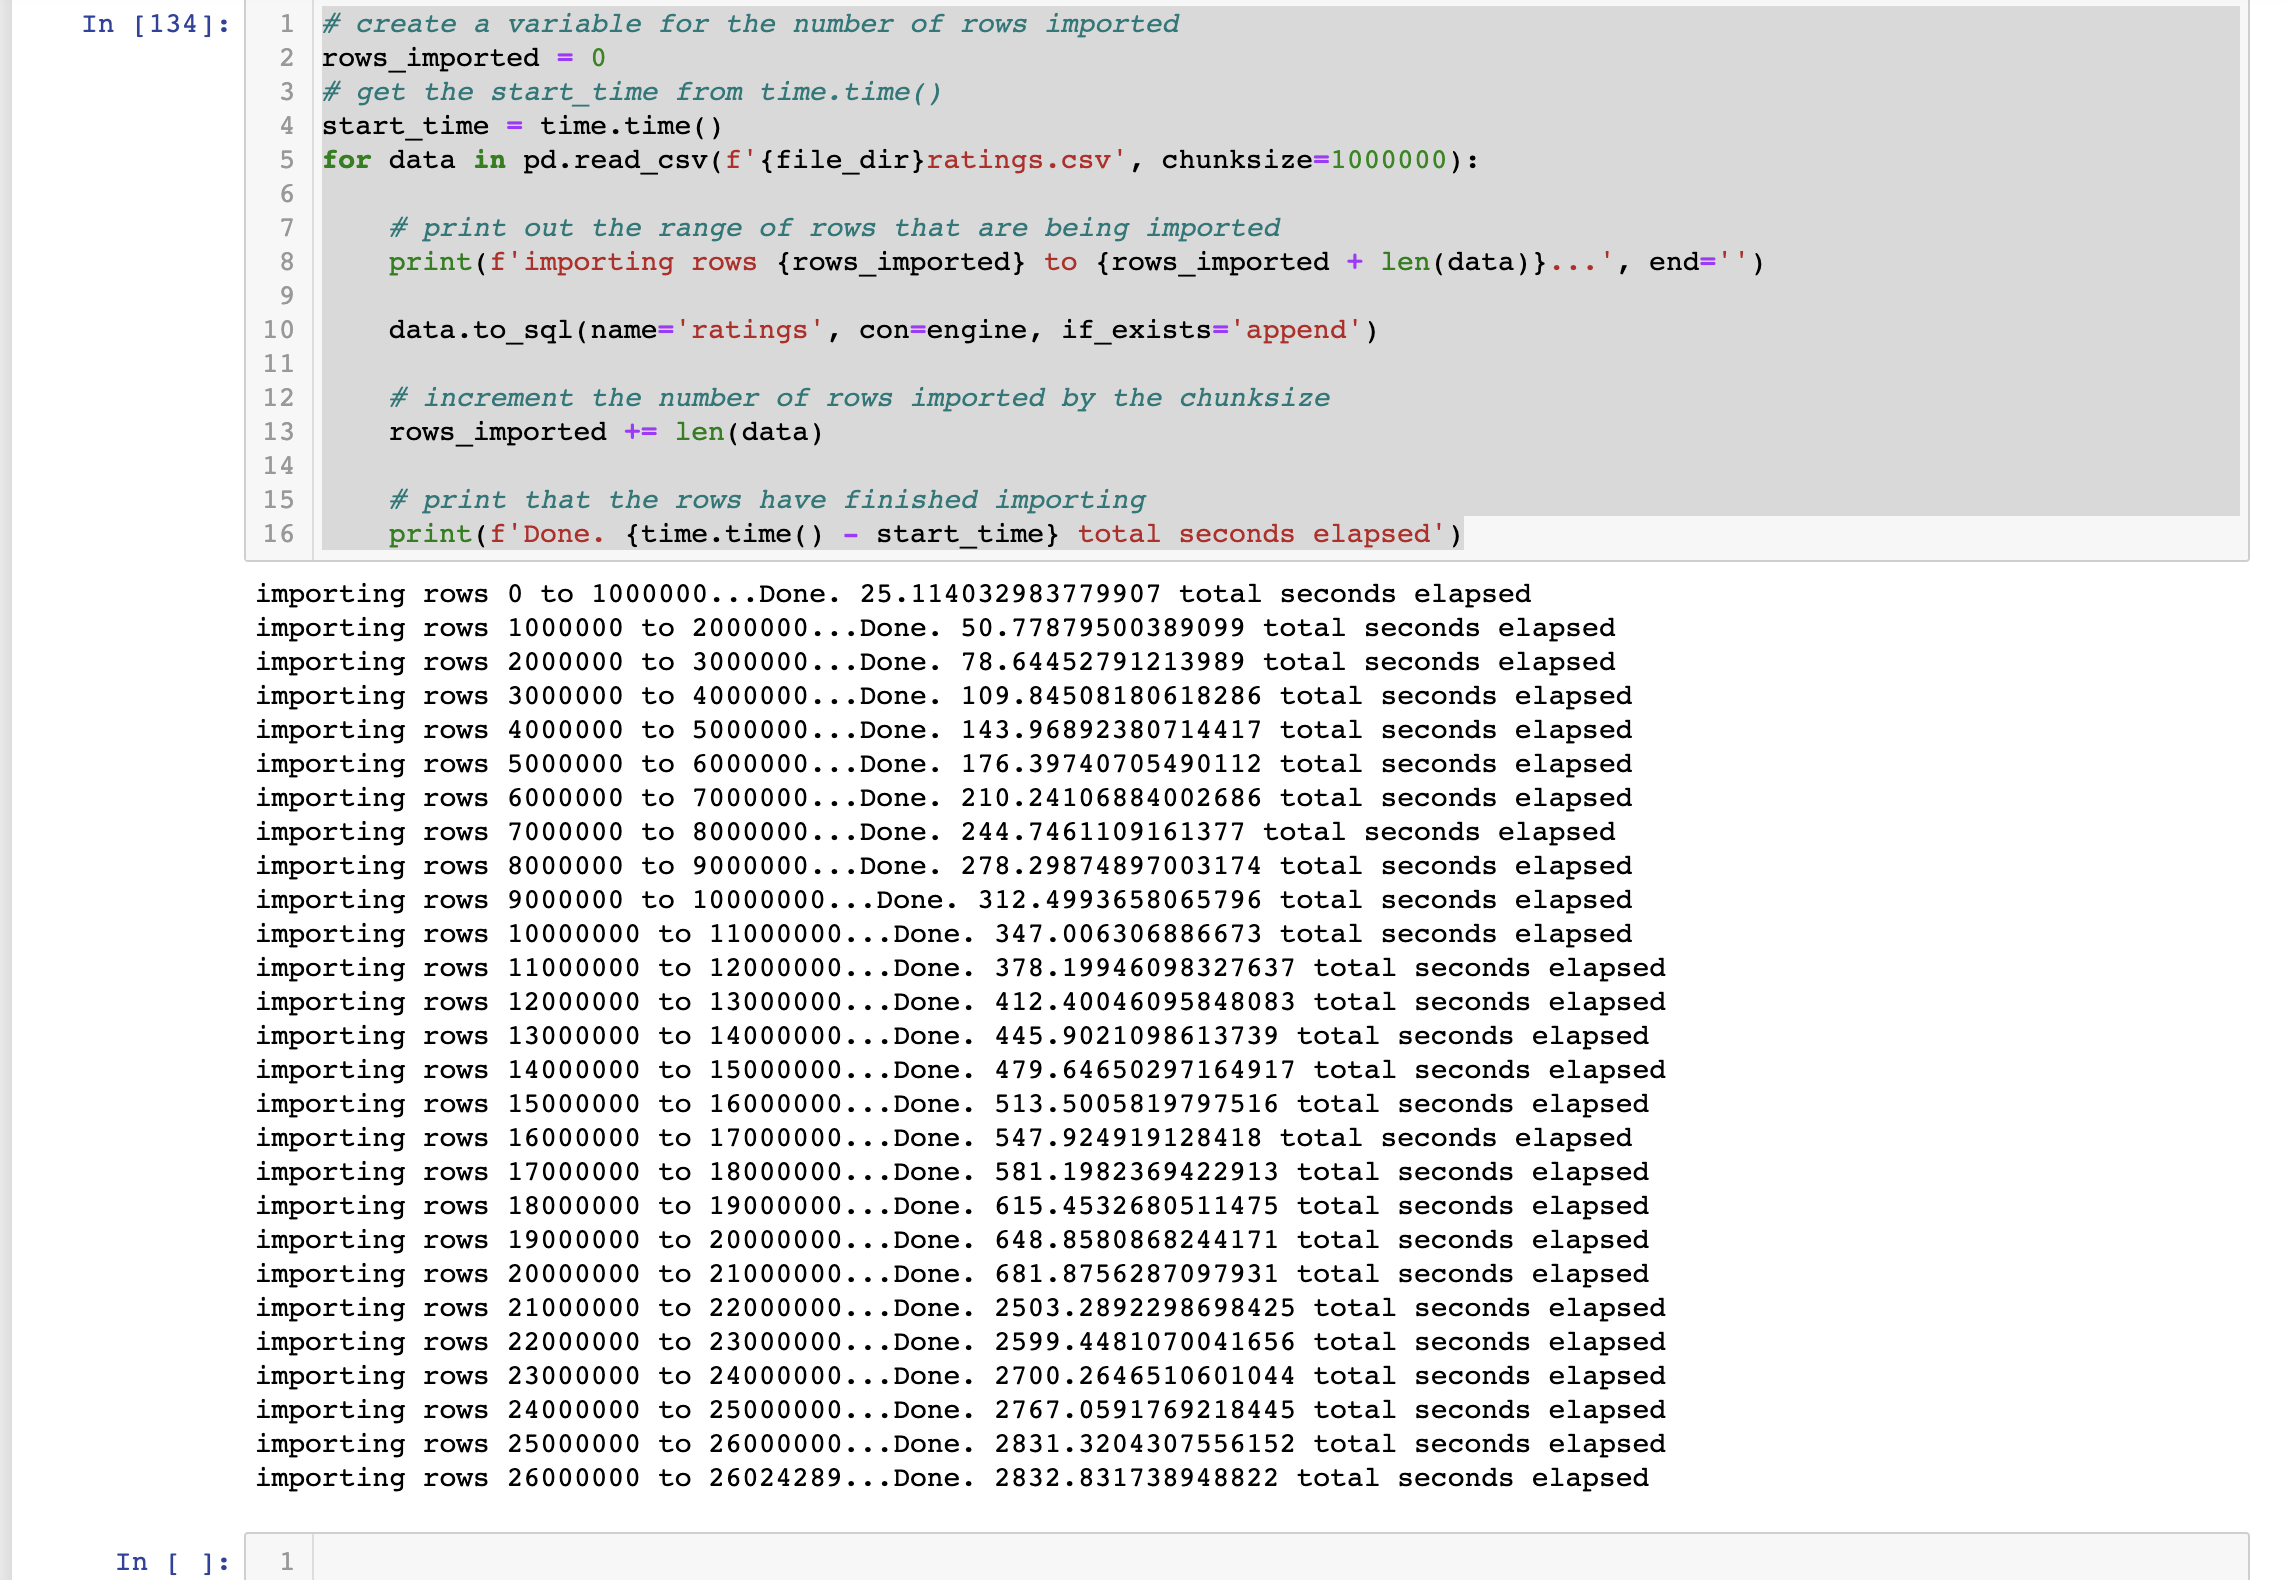 In [134]:
1 # create a variable for the number of rows imported
2 rows_imported = 0
3 # get the start_time from time.time()
4 start_time = time.time()
5 for data in pd.read_csv(f'{file_dir}ratings.csv', chunksize=1000000):
6
7     # print out the range of rows that are being imported
8     print(f'importing rows {rows_imported} to {rows_imported + len(data)}...', end='')
9
10     data.to_sql(name='ratings', con=engine, if_exists='append')
11
12     # increment the number of rows imported by the chunksize
13     rows_imported += len(data)
14
15     # print that the rows have finished importing
16     print(f'Done. {time.time() - start_time} total seconds elapsed')
importing rows 0 to 1000000...Done. 25.114032983779907 total seconds elapsed
importing rows 1000000 to 2000000...Done. 50.77879500389099 total seconds elapsed
importing rows 2000000 to 3000000...Done. 78.64452791213989 total seconds elapsed
importing rows 3000000 to 4000000...Done. 109.84508180618286 total seconds elapsed
importing rows 4000000 to 5000000...Done. 143.96892380714417 total seconds elapsed
importing rows 5000000 to 6000000...Done. 176.39740705490112 total seconds elapsed
importing rows 6000000 to 7000000...Done. 210.24106884002686 total seconds elapsed
importing rows 7000000 to 8000000...Done. 244.7461109161377 total seconds elapsed
importing rows 8000000 to 9000000...Done. 278.29874897003174 total seconds elapsed
importing rows 9000000 to 10000000...Done. 312.4993658065796 total seconds elapsed
importing rows 10000000 to 11000000...Done. 347.006306886673 total seconds elapsed
importing rows 11000000 to 12000000...Done. 378.19946098327637 total seconds elapsed
importing rows 12000000 to 13000000...Done. 412.40046095848083 total seconds elapsed
importing rows 13000000 to 14000000...Done. 445.9021098613739 total seconds elapsed
importing rows 14000000 to 15000000...Done. 479.64650297164917 total seconds elapsed
importing rows 15000000 to 16000000...Done. 513.5005819797516 total seconds elapsed
importing rows 16000000 to 17000000...Done. 547.924919128418 total seconds elapsed
importing rows 17000000 to 18000000...Done. 581.1982369422913 total seconds elapsed
importing rows 18000000 to 19000000...Done. 615.4532680511475 total seconds elapsed
importing rows 19000000 to 20000000...Done. 648.8580868244171 total seconds elapsed
importing rows 20000000 to 21000000...Done. 681.8756287097931 total seconds elapsed
importing rows 21000000 to 22000000...Done. 2503.2892298698425 total seconds elapsed
importing rows 22000000 to 23000000...Done. 2599.4481070041656 total seconds elapsed
importing rows 23000000 to 24000000...Done. 2700.2646510601044 total seconds elapsed
importing rows 24000000 to 25000000...Done. 2767.0591769218445 total seconds elapsed
importing rows 25000000 to 26000000...Done. 2831.3204307556152 total seconds elapsed
importing rows 26000000 to 26024289...Done. 2832.831738948822 total seconds elapsed
In [ ]:
1